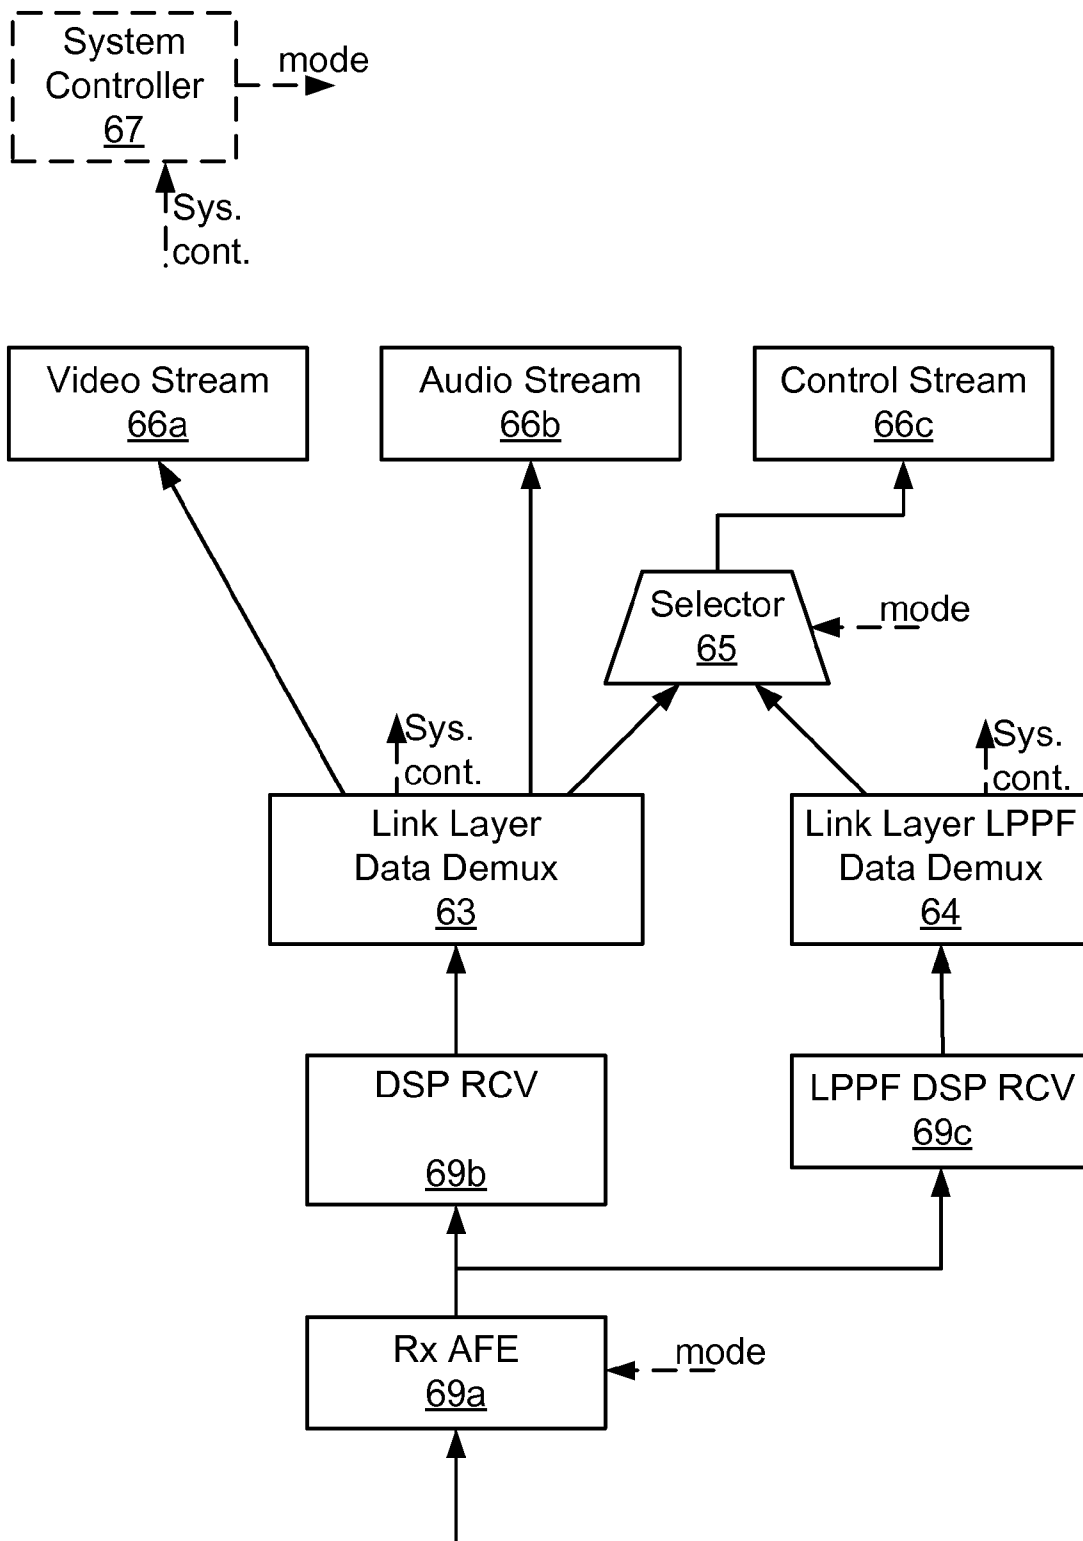 System
Controller
67
mode
Sys.
cont.
Video Stream
66a
Audio Stream
66b
Control Stream
66c
Selector
65
mode
Sys.
cont.
Sys.
cont.
Link Layer
Data Demux
63
Link Layer LPPF
Data Demux
64
DSP RCV
69b
LPPF DSP RCV
69c
Rx AFE
69a
mode